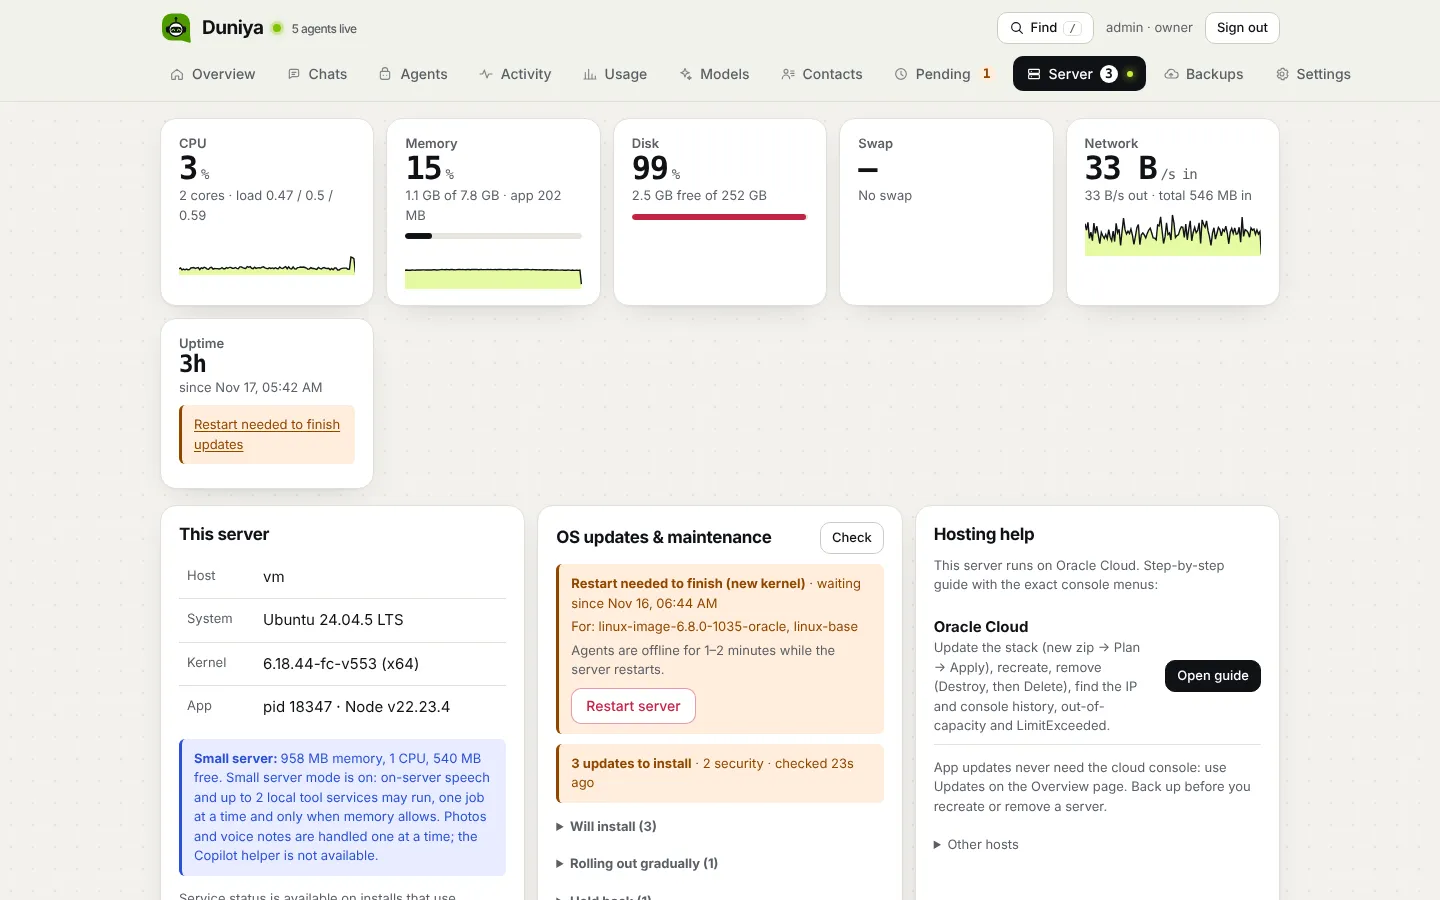 Duniya
5 agents live
Find /
admin · owner
Sign out
Overview
Chats
Agents
Activity
Usage
Models
Contacts
Pending 1
Server 3
Backups
Settings
CPU
3 %
2 cores · load 0.47 / 0.5 /
0.59
Memory
15 %
1.1 GB of 7.8 GB · app 202
MB
Disk
99 %
2.5 GB free of 252 GB
Swap
–
No swap
Network
33 B /s in
33 B/s out · total 546 MB in
Uptime
3h
since Nov 17, 05:42 AM
Restart needed to finish
updates
This server
Host vm
System Ubuntu 24.04.5 LTS
Kernel 6.18.44-fc-v553 (x64)
App pid 18347 · Node v22.23.4
Small server: 958 MB memory, 1 CPU, 540 MB
free. Small server mode is on: on-server speech
and up to 2 local tool services may run, one job
at a time and only when memory allows. Photos
and voice notes are handled one at a time; the
Copilot helper is not available.
Service status is available on installs that use
OS updates & maintenance
Check
Restart needed to finish (new kernel) · waiting
since Nov 16, 06:44 AM
For: linux-image-6.8.0-1035-oracle, linux-base
Agents are offline for 1–2 minutes while the
server restarts.
Restart server
3 updates to install · 2 security · checked 23s
ago
▶ Will install (3)
▶ Rolling out gradually (1)
▶ Held back (1)
Hosting help
This server runs on Oracle Cloud. Step-by-step
guide with the exact console menus:
Oracle Cloud
Update the stack (new zip → Plan
→ Apply), recreate, remove
(Destroy, then Delete), find the IP
and console history, out-of-
capacity and LimitExceeded.
Open guide
App updates never need the cloud console: use
Updates on the Overview page. Back up before you
recreate or remove a server.
▶ Other hosts